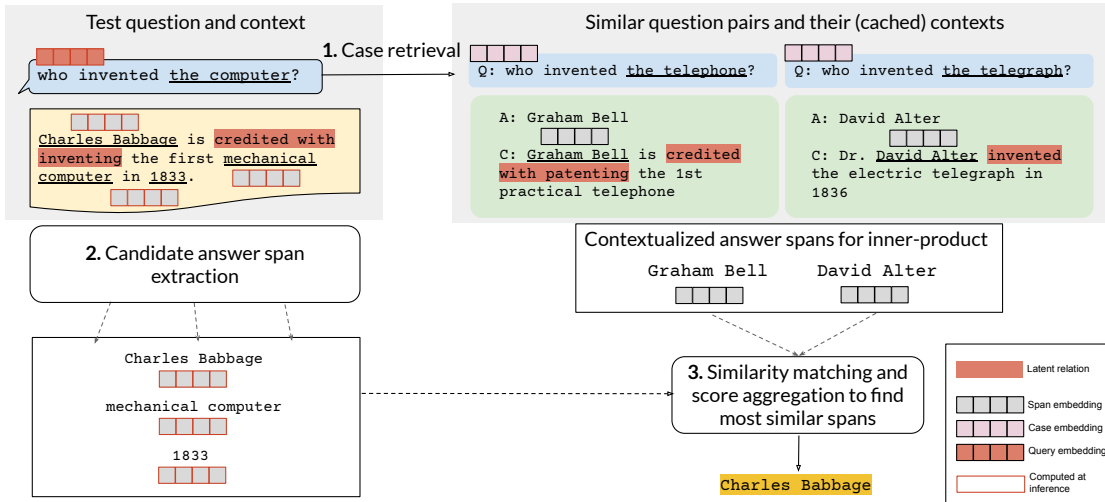 Test question and context
who invented the computer?
Charles Babbage is credited with
inventing the first mechanical
computer in 1833.
1. Case retrieval
Similar question pairs and their (cached) contexts
Q: who invented the telephone?
A: Graham Bell
C: Graham Bell is credited
with patenting the 1st
practical telephone
Q: who invented the telegraph?
A: David Alter
C: Dr. David Alter invented
the electric telegraph in
1836
2. Candidate answer span
extraction
Charles Babbage
mechanical computer
1833
Contextualized answer spans for inner-product
Graham Bell
David Alter
3. Similarity matching and
score aggregation to find
most similar spans
Charles Babbage
Latent relation
Span embedding
Case embedding
Query embedding
Computed at
inference